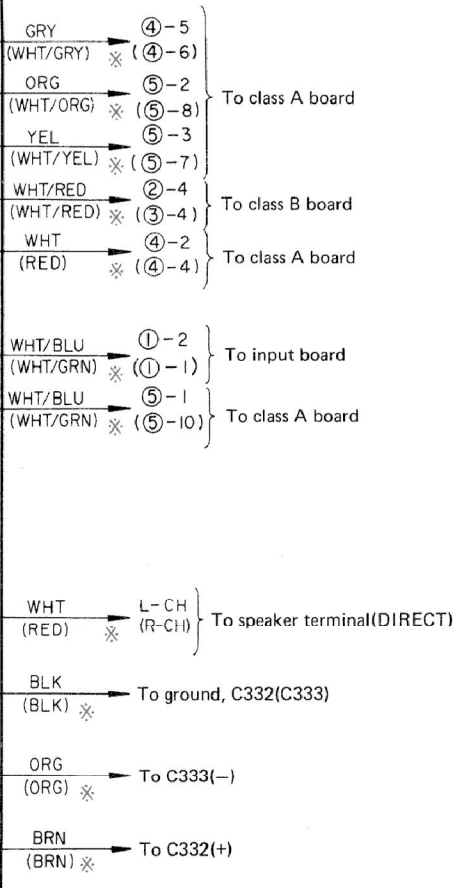 GRY ④-5
(WHT/GRY) ※ (④-6)
ORG ⑤-2
(WHT/ORG) ※ (⑤-8)
To class A board
YEL ⑤-3
(WHT/YEL) ※ (⑤-7)
WHT/RED ②-4
(WHT/RED) ※ (③-4)
To class B board
WHT ④-2
(RED) ※ (④-4)
To class A board
WHT/BLU ①-2
(WHT/GRN) ※ (①-1)
To input board
WHT/BLU ⑤-1
(WHT/GRN) ※ (⑤-10)
To class A board
WHT L-CH
(RED) ※ (R-CH)
To speaker terminal(DIRECT)
BLK
(BLK) ※
To ground, C332(C333)
ORG
(ORG) ※
To C333(−)
BRN
(BRN) ※
To C332(+)